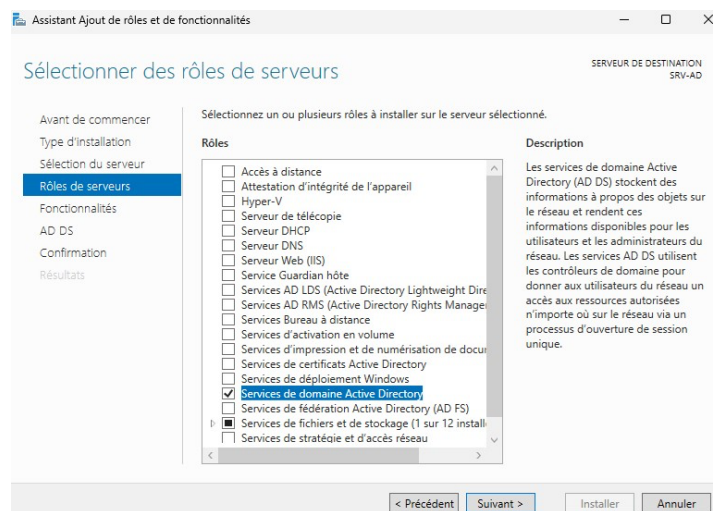 Assistant Ajout de rôles et de fonctionnalités
Sélectionner des rôles de serveurs
SERVEUR DE DESTINATION
SRV-AD
Avant de commencer
Type d'installation
Sélection du serveur
Rôles de serveurs
Fonctionnalités
AD DS
Confirmation
Résultats
Sélectionnez un ou plusieurs rôles à installer sur le serveur sélectionné.
Rôles
Accès à distance
Attestation d'intégrité de l'appareil
Hyper-V
Serveur de télécopie
Serveur DHCP
Serveur DNS
Serveur Web (IIS)
Service Guardian hôte
Services AD LDS (Active Directory Lightweight Dire
Services AD RMS (Active Directory Rights Manage
Services Bureau à distance
Services d'activation en volume
Services d'impression et de numérisation de docu
Services de certificats Active Directory
Services de déploiement Windows
Services de domaine Active Directory
Services de fédération Active Directory (AD FS)
Services de fichiers et de stockage (1 sur 12 install
Services de stratégie et d'accès réseau
Description
Les services de domaine Active
Directory (AD DS) stockent des
informations à propos des objets sur
le réseau et rendent ces
informations disponibles pour les
utilisateurs et les administrateurs du
réseau. Les services AD DS utilisent
les contrôleurs de domaine pour
donner aux utilisateurs du réseau un
accès aux ressources autorisées
n'importe où sur le réseau via un
processus d'ouverture de session
unique.
< Précédent
Suivant >
Installer
Annuler